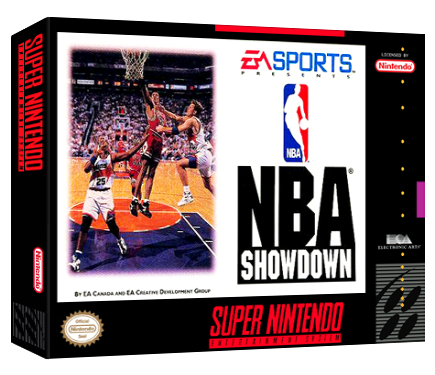 SUPER NINTENDO
ENTERTAINMENT SYSTEM
Nintendo
EA SPORTS
PRESENTS
NBA
NBA
SHOWDOWN
®
25
BY EA CANADA AND EA CREATIVE DEVELOPMENT GROUP
Official
Nintendo
Seal
SUPER NINTENDO
ENTERTAINMENT SYSTEM
LICENSED BY
Nintendo
ELECTRONIC ARTS